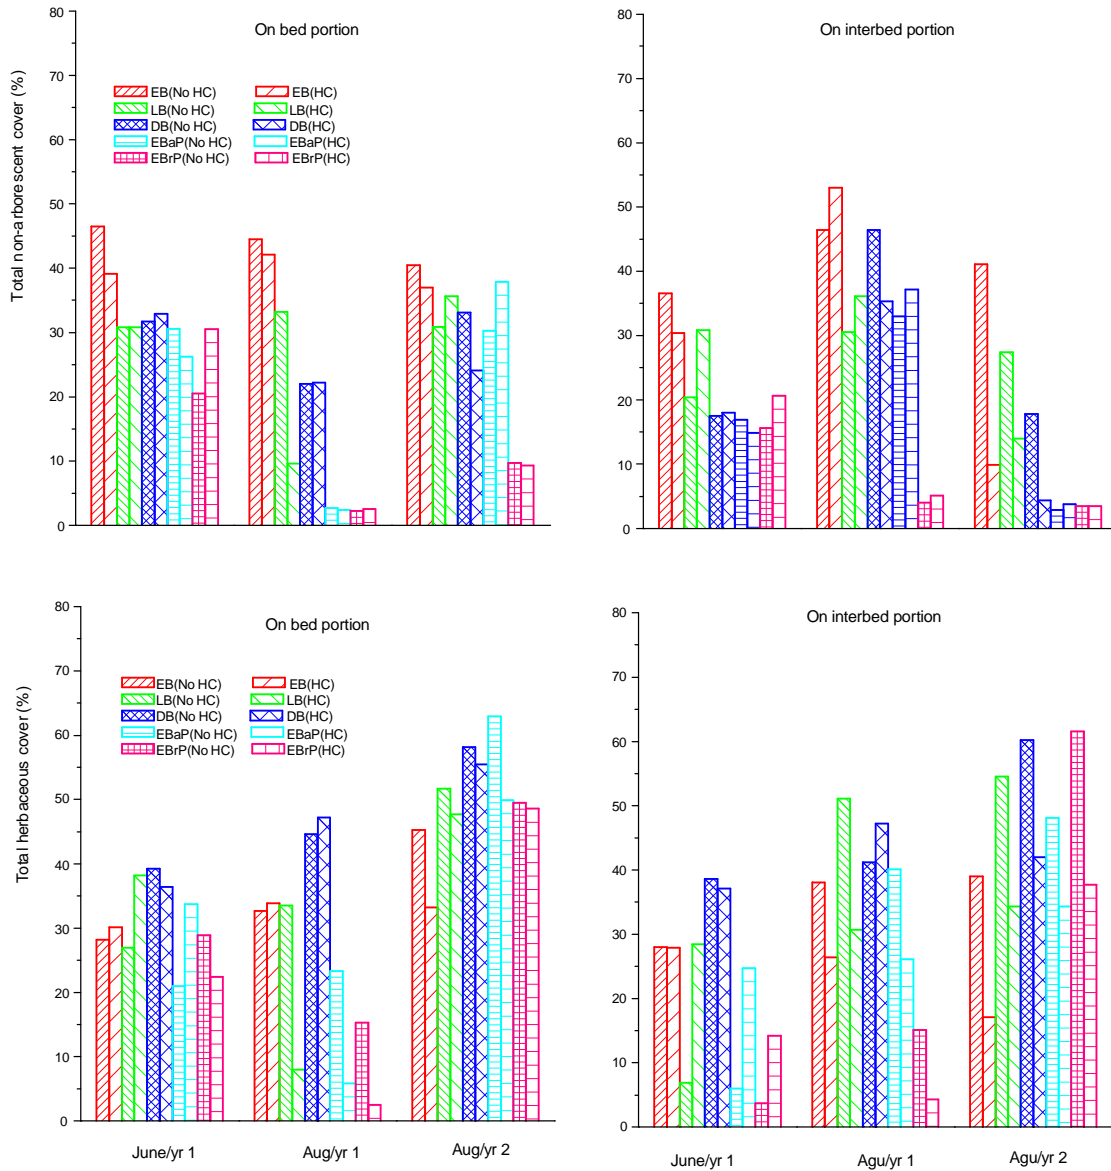 On bed portion
On interbed portion
Total non-arborescent cover (%)
80
70
60
50
40
30
20
10
0
EB(No HC) EB(HC)
LB(No HC) LB(HC)
DB(No HC) DB(HC)
EBaP(No HC) EBaP(HC)
EBrP(No HC) EBrP(HC)
80
70
60
50
40
30
20
10
0
On bed portion
On interbed portion
Total herbaceous cover (%)
80
70
60
50
40
30
20
10
0
EB(No HC) EB(HC)
LB(No HC) LB(HC)
DB(No HC) DB(HC)
EBaP(No HC) EBaP(HC)
EBrP(No HC) EBrP(HC)
80
70
60
50
40
30
20
10
0
June/yr 1 Aug/yr 1 Aug/yr 2
June/yr 1 Agu/yr 1 Agu/yr 2